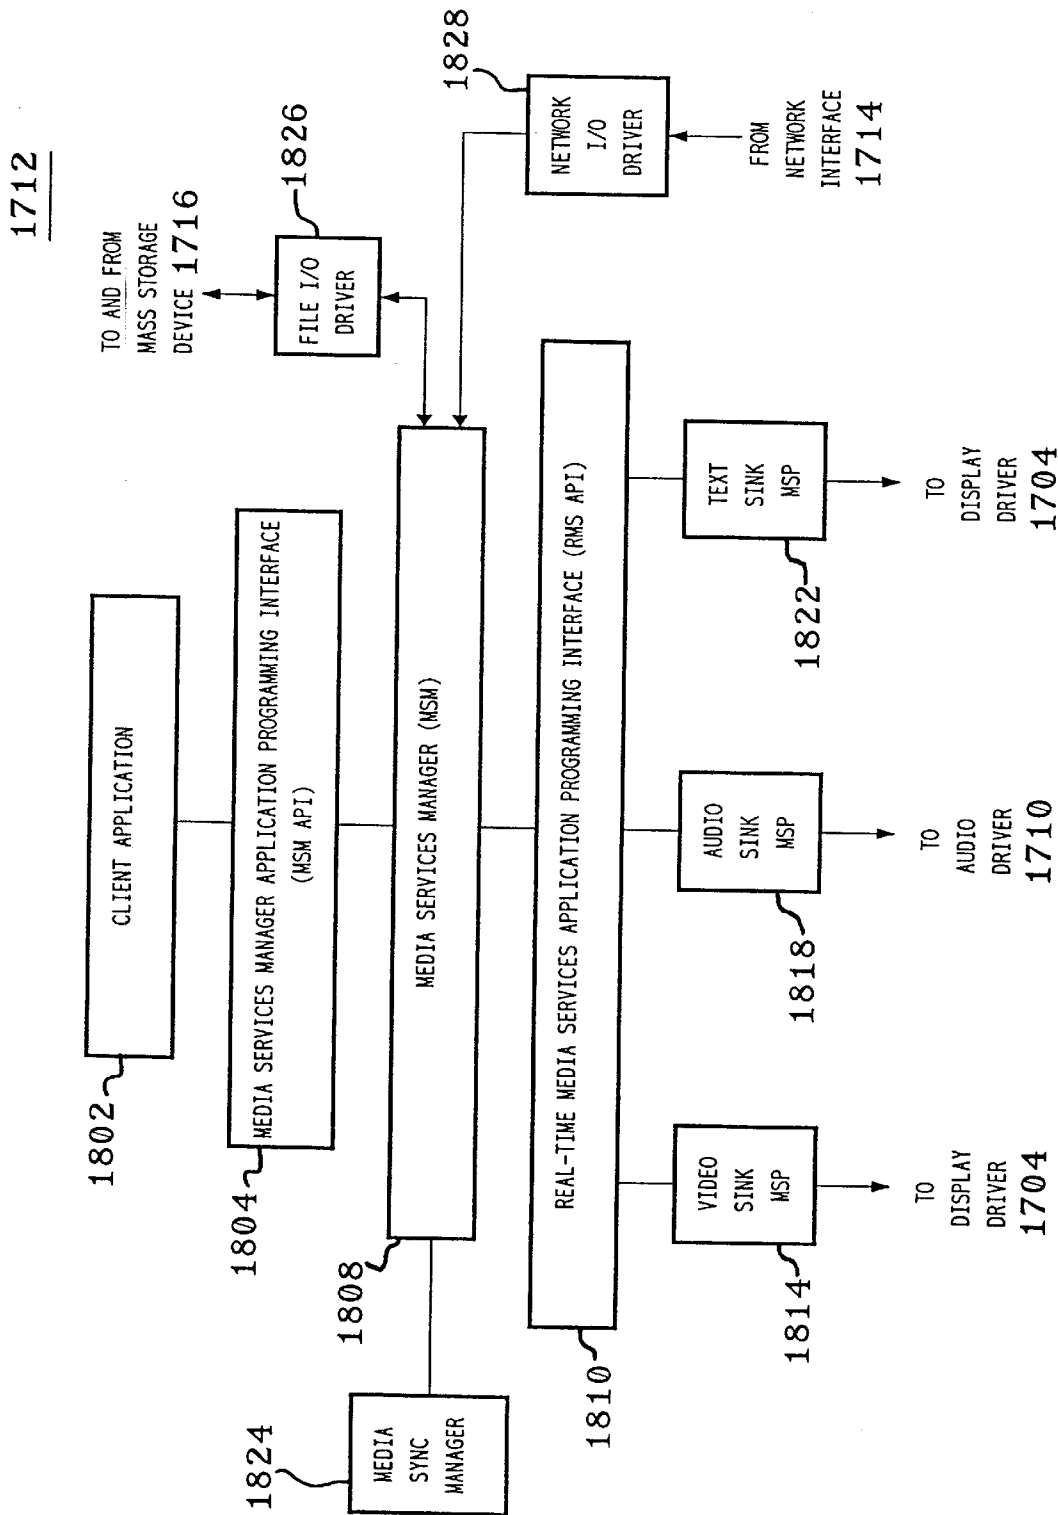 1712
CLIENT APPLICATION
1802
TO AND FROM
MASS STORAGE
DEVICE 1716
MEDIA SERVICES MANAGER APPLICATION PROGRAMMING INTERFACE
(MSM API)
1804
FILE I/O
DRIVER
1826
MEDIA SYNC MANAGER
1824
MEDIA SERVICES MANAGER (MSM)
1808
NETWORK
I/O
DRIVER
1828
FROM
NETWORK
INTERFACE
1714
REAL-TIME MEDIA SERVICES APPLICATION PROGRAMMING INTERFACE (RMS API)
1810
VIDEO
SINK
MSP
1814
AUDIO
SINK
MSP
1818
TEXT
SINK
MSP
1822
TO
DISPLAY
DRIVER
1704
TO
AUDIO
DRIVER
1710
TO
DISPLAY
DRIVER
1704